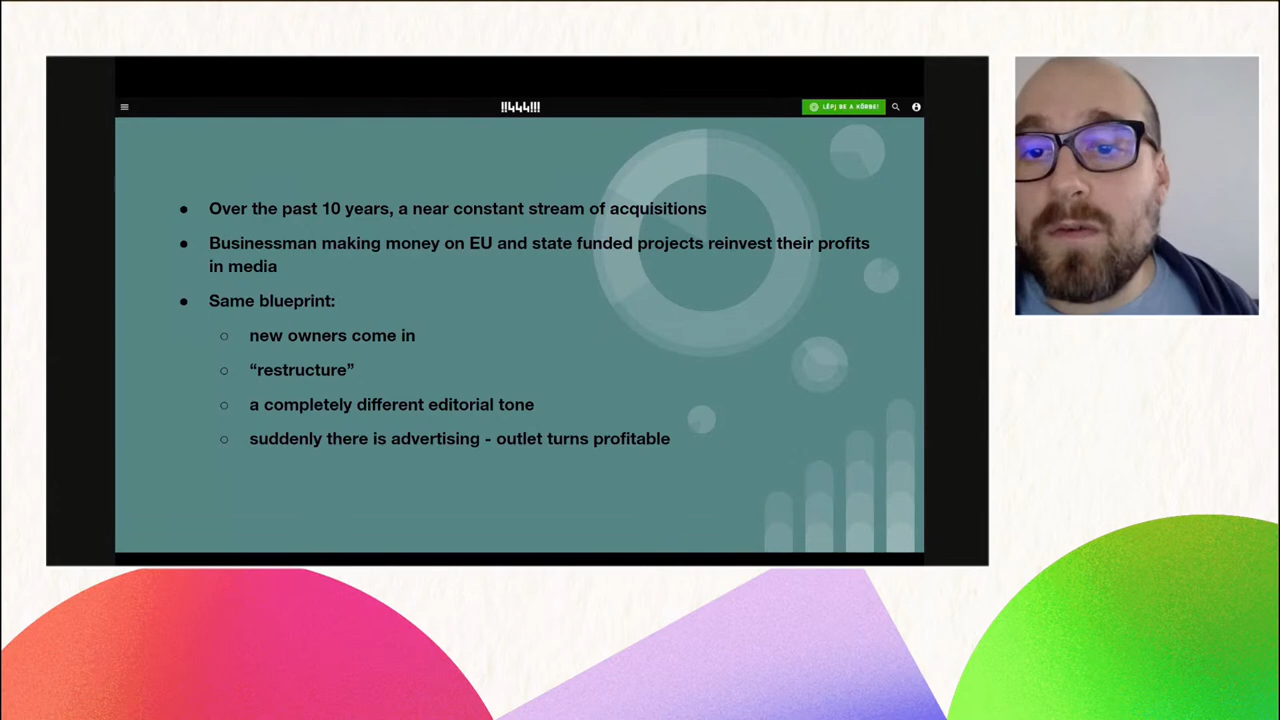 !!444!!!
LÉPJ BE A KÖRBE!
● Over the past 10 years, a near constant stream of acquisitions
● Businessman making money on EU and state funded projects reinvest their profits
in media
● Same blueprint:
○ new owners come in
○ “restructure”
○ a completely different editorial tone
○ suddenly there is advertising - outlet turns profitable